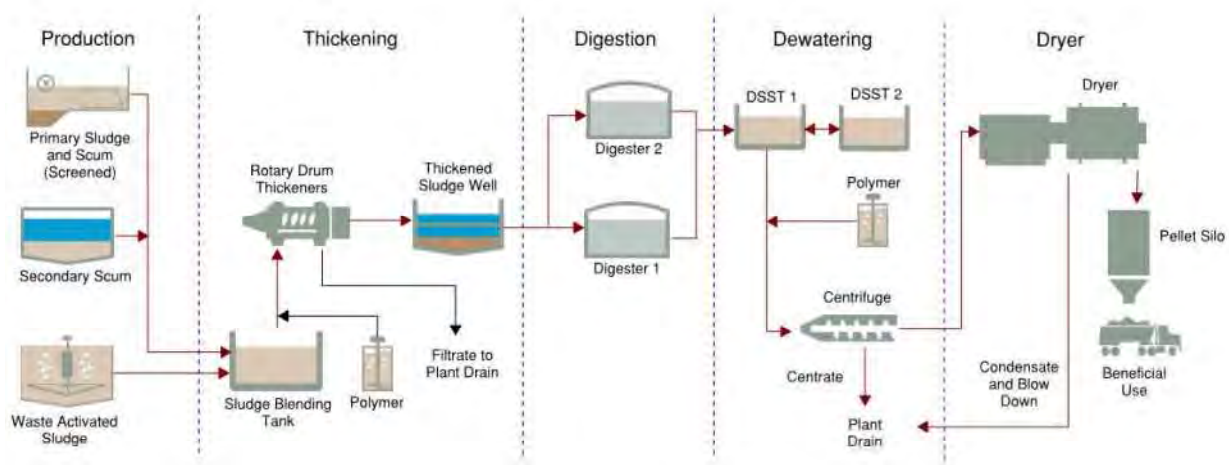 Production
Thickening
Digestion
Dewatering
Dryer
Primary Sludge
and Scum
(Screened)
Secondary Scum
Waste Activated
Sludge
Rotary Drum
Thickeners
Thickened
Sludge Well
Filtrate to
Plant Drain
Sludge Blending
Tank
Polymer
Digester 2
Digester 1
DSST 1
DSST 2
Polymer
Centrifuge
Centrate
Plant
Drain
Dryer
Pellet Silo
Condensate
and Blow
Down
Beneficial
Use